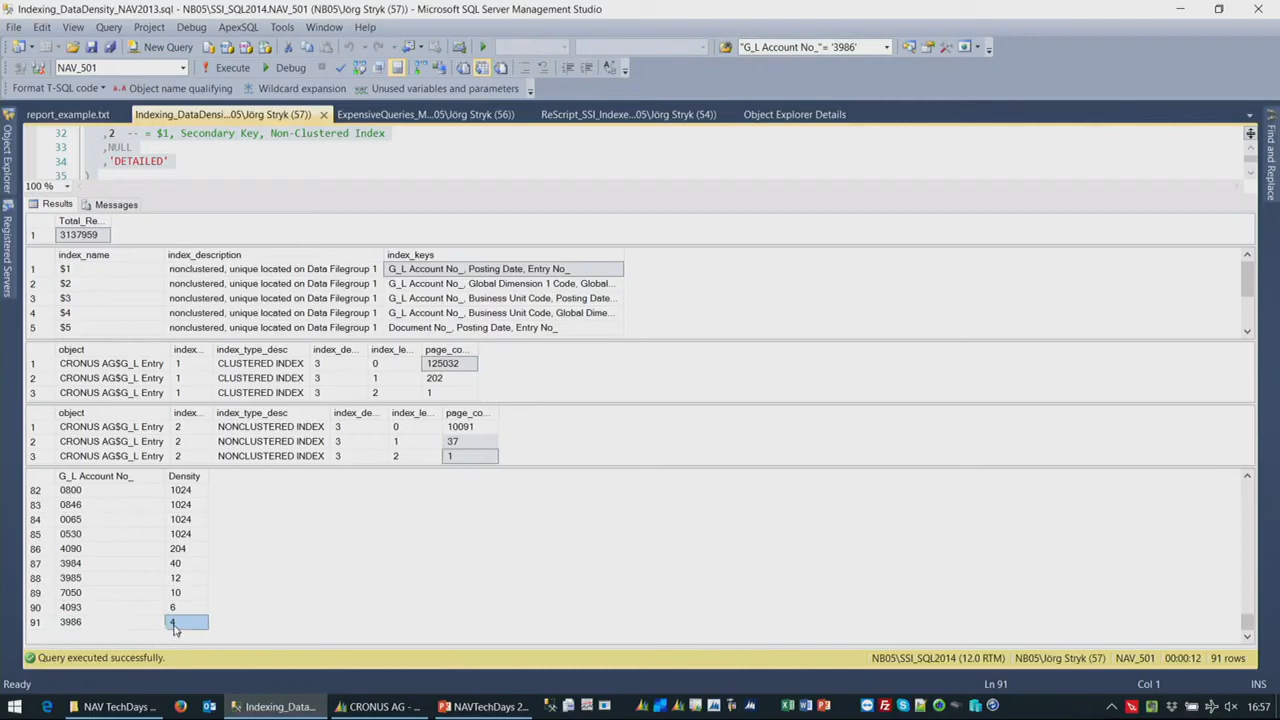 Indexing_DataDensity_NAV2013.sql - NB05\SSI_SQL2014.NAV_501 (NB05\Jörg Stryk (57)) - Microsoft SQL Server Management Studio
File Edit View Query Project Debug ApexSQL Tools Window Help
New Query "G_L Account No_"= '3986'
NAV_501 Execute Debug
Format T-SQL code Object name qualifying Wildcard expansion Unused variables and parameters
report_example.txt Indexing_DataDensi...05\Jörg Stryk (57)) ExpensiveQueries_M...05\Jörg Stryk (56)) ReScript_SSI_Indexe...05\Jörg Stryk (54)) Object Explorer Details
Object Explorer
Registered Servers
Find and Replace
32 ,2 -- = $1, Secondary Key, Non-Clustered Index
33 ,NULL
34 ,'DETAILED'
35 )
100 %
Results Messages
Total_Re...
1 3137959
index_name index_description index_keys
1 $1 nonclustered, unique located on Data Filegroup 1 G_L Account No_, Posting Date, Entry No_
2 $2 nonclustered, unique located on Data Filegroup 1 G_L Account No_, Global Dimension 1 Code, Global...
3 $3 nonclustered, unique located on Data Filegroup 1 G_L Account No_, Business Unit Code, Posting Date...
4 $4 nonclustered, unique located on Data Filegroup 1 G_L Account No_, Business Unit Code, Global Dime...
5 $5 nonclustered, unique located on Data Filegroup 1 Document No_, Posting Date, Entry No_
object index... index_type_desc index_de... index_le... page_co...
1 CRONUS AG$G_L Entry 1 CLUSTERED INDEX 3 0 125032
2 CRONUS AG$G_L Entry 1 CLUSTERED INDEX 3 1 202
3 CRONUS AG$G_L Entry 1 CLUSTERED INDEX 3 2 1
object index... index_type_desc index_de... index_le... page_co...
1 CRONUS AG$G_L Entry 2 NONCLUSTERED INDEX 3 0 10091
2 CRONUS AG$G_L Entry 2 NONCLUSTERED INDEX 3 1 37
3 CRONUS AG$G_L Entry 2 NONCLUSTERED INDEX 3 2 1
G_L Account No_ Density
82 0800 1024
83 0846 1024
84 0065 1024
85 0530 1024
86 4090 204
87 3984 40
88 3985 12
89 7050 10
90 4093 6
91 3986 4
Query executed successfully. NB05\SSI_SQL2014 (12.0 RTM) NB05\Jörg Stryk (57) NAV_501 00:00:12 91 rows
Ready Ln 91 Col 1 INS
NAV TechDays ... Indexing_Data... CRONUS AG - ... NAVTechDays 2... 16:57